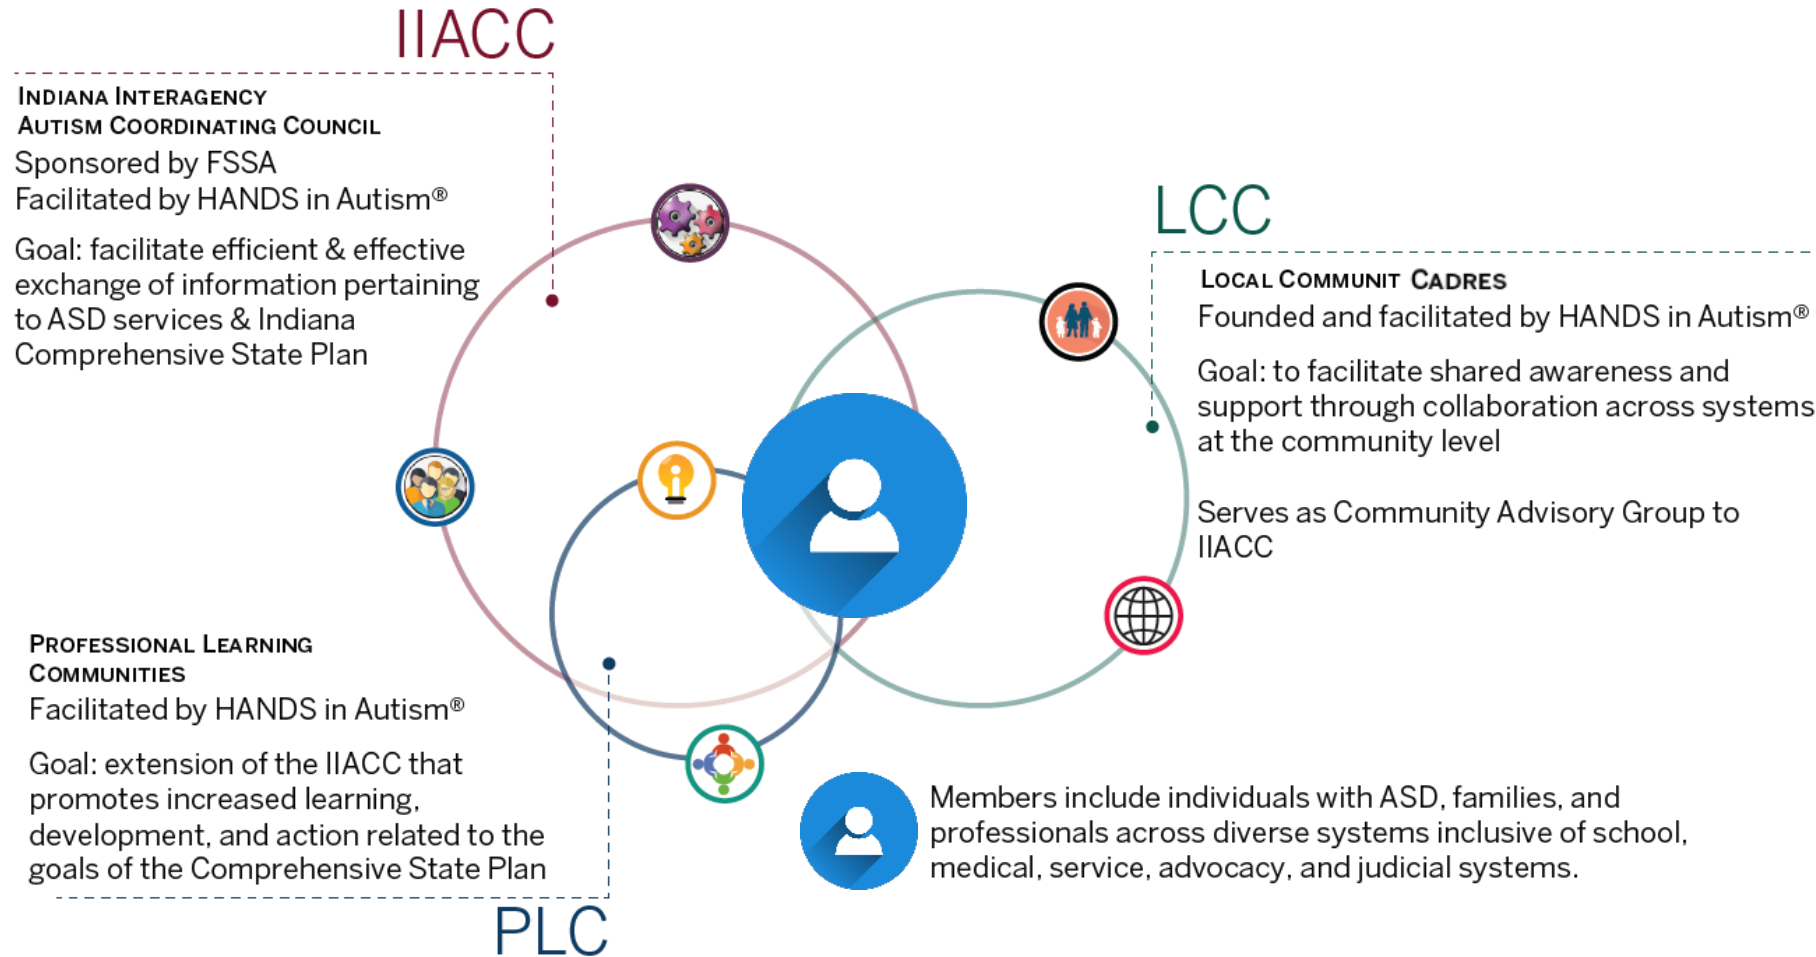 IIACC
INDIANA INTERAGENCY
AUTISM COORDINATING COUNCIL
Sponsored by FSSA
Facilitated by HANDS in Autism®
Goal: facilitate efficient & effective
exchange of information pertaining
to ASD services & Indiana
Comprehensive State Plan
LCC
LOCAL COMMUNIT CADRES
Founded and facilitated by HANDS in Autism®
Goal: to facilitate shared awareness and
support through collaboration across systems
at the community level
Serves as Community Advisory Group to
IIACC
PROFESSIONAL LEARNING
COMMUNITIES
Facilitated by HANDS in Autism®
Goal: extension of the IIACC that
promotes increased learning,
development, and action related to the
goals of the Comprehensive State Plan
PLC
Members include individuals with ASD, families, and
professionals across diverse systems inclusive of school,
medical, service, advocacy, and judicial systems.